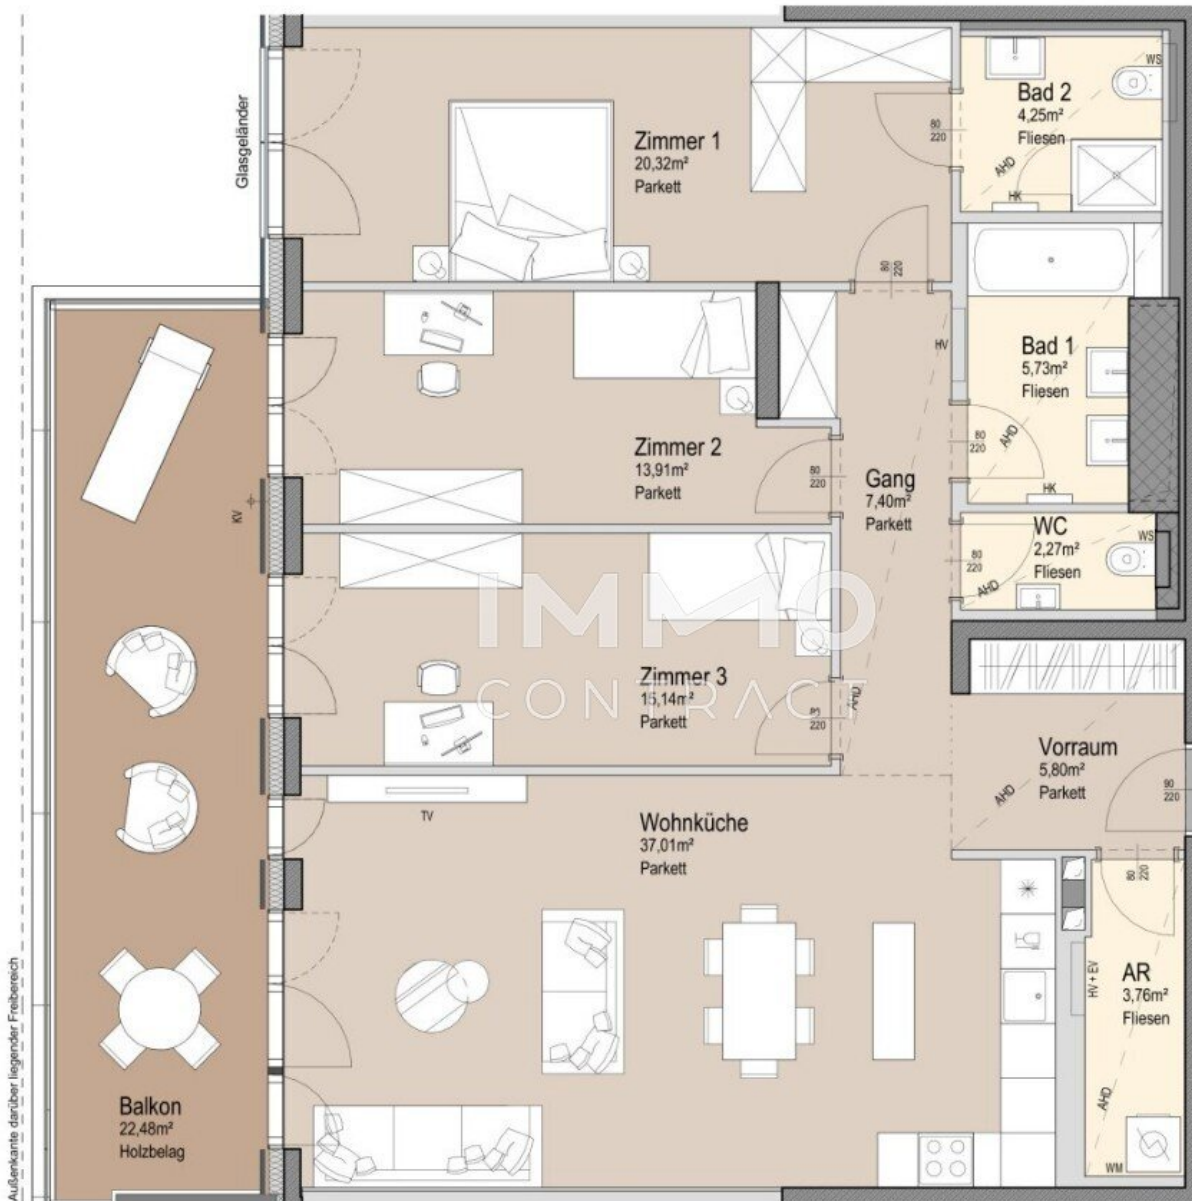 Glasgeländer
Zimmer 1
20,32m²
Parkett
Bad 2
4,25m²
Fliesen
WS
80
220
AHD
HK
80
220
Zimmer 2
13,91m²
Parkett
80
220
HV
Bad 1
5,73m²
Fliesen
80
220
AHD
HK
Gang
7,40m²
Parkett
KV
WC
2,27m²
Fliesen
WS
80
220
AHD
IMMO
CONTRACT
Zimmer 3
15,14m²
Parkett
80
220
AHD
Vorraum
5,80m²
Parkett
AHD
90
220
TV
Wohnküche
37,01m²
Parkett
80
220
AR
3,76m²
Fliesen
HV + EV
AHD
WM
Balkon
22,48m²
Holzbelag
Außenkante darüber liegender Freibereich